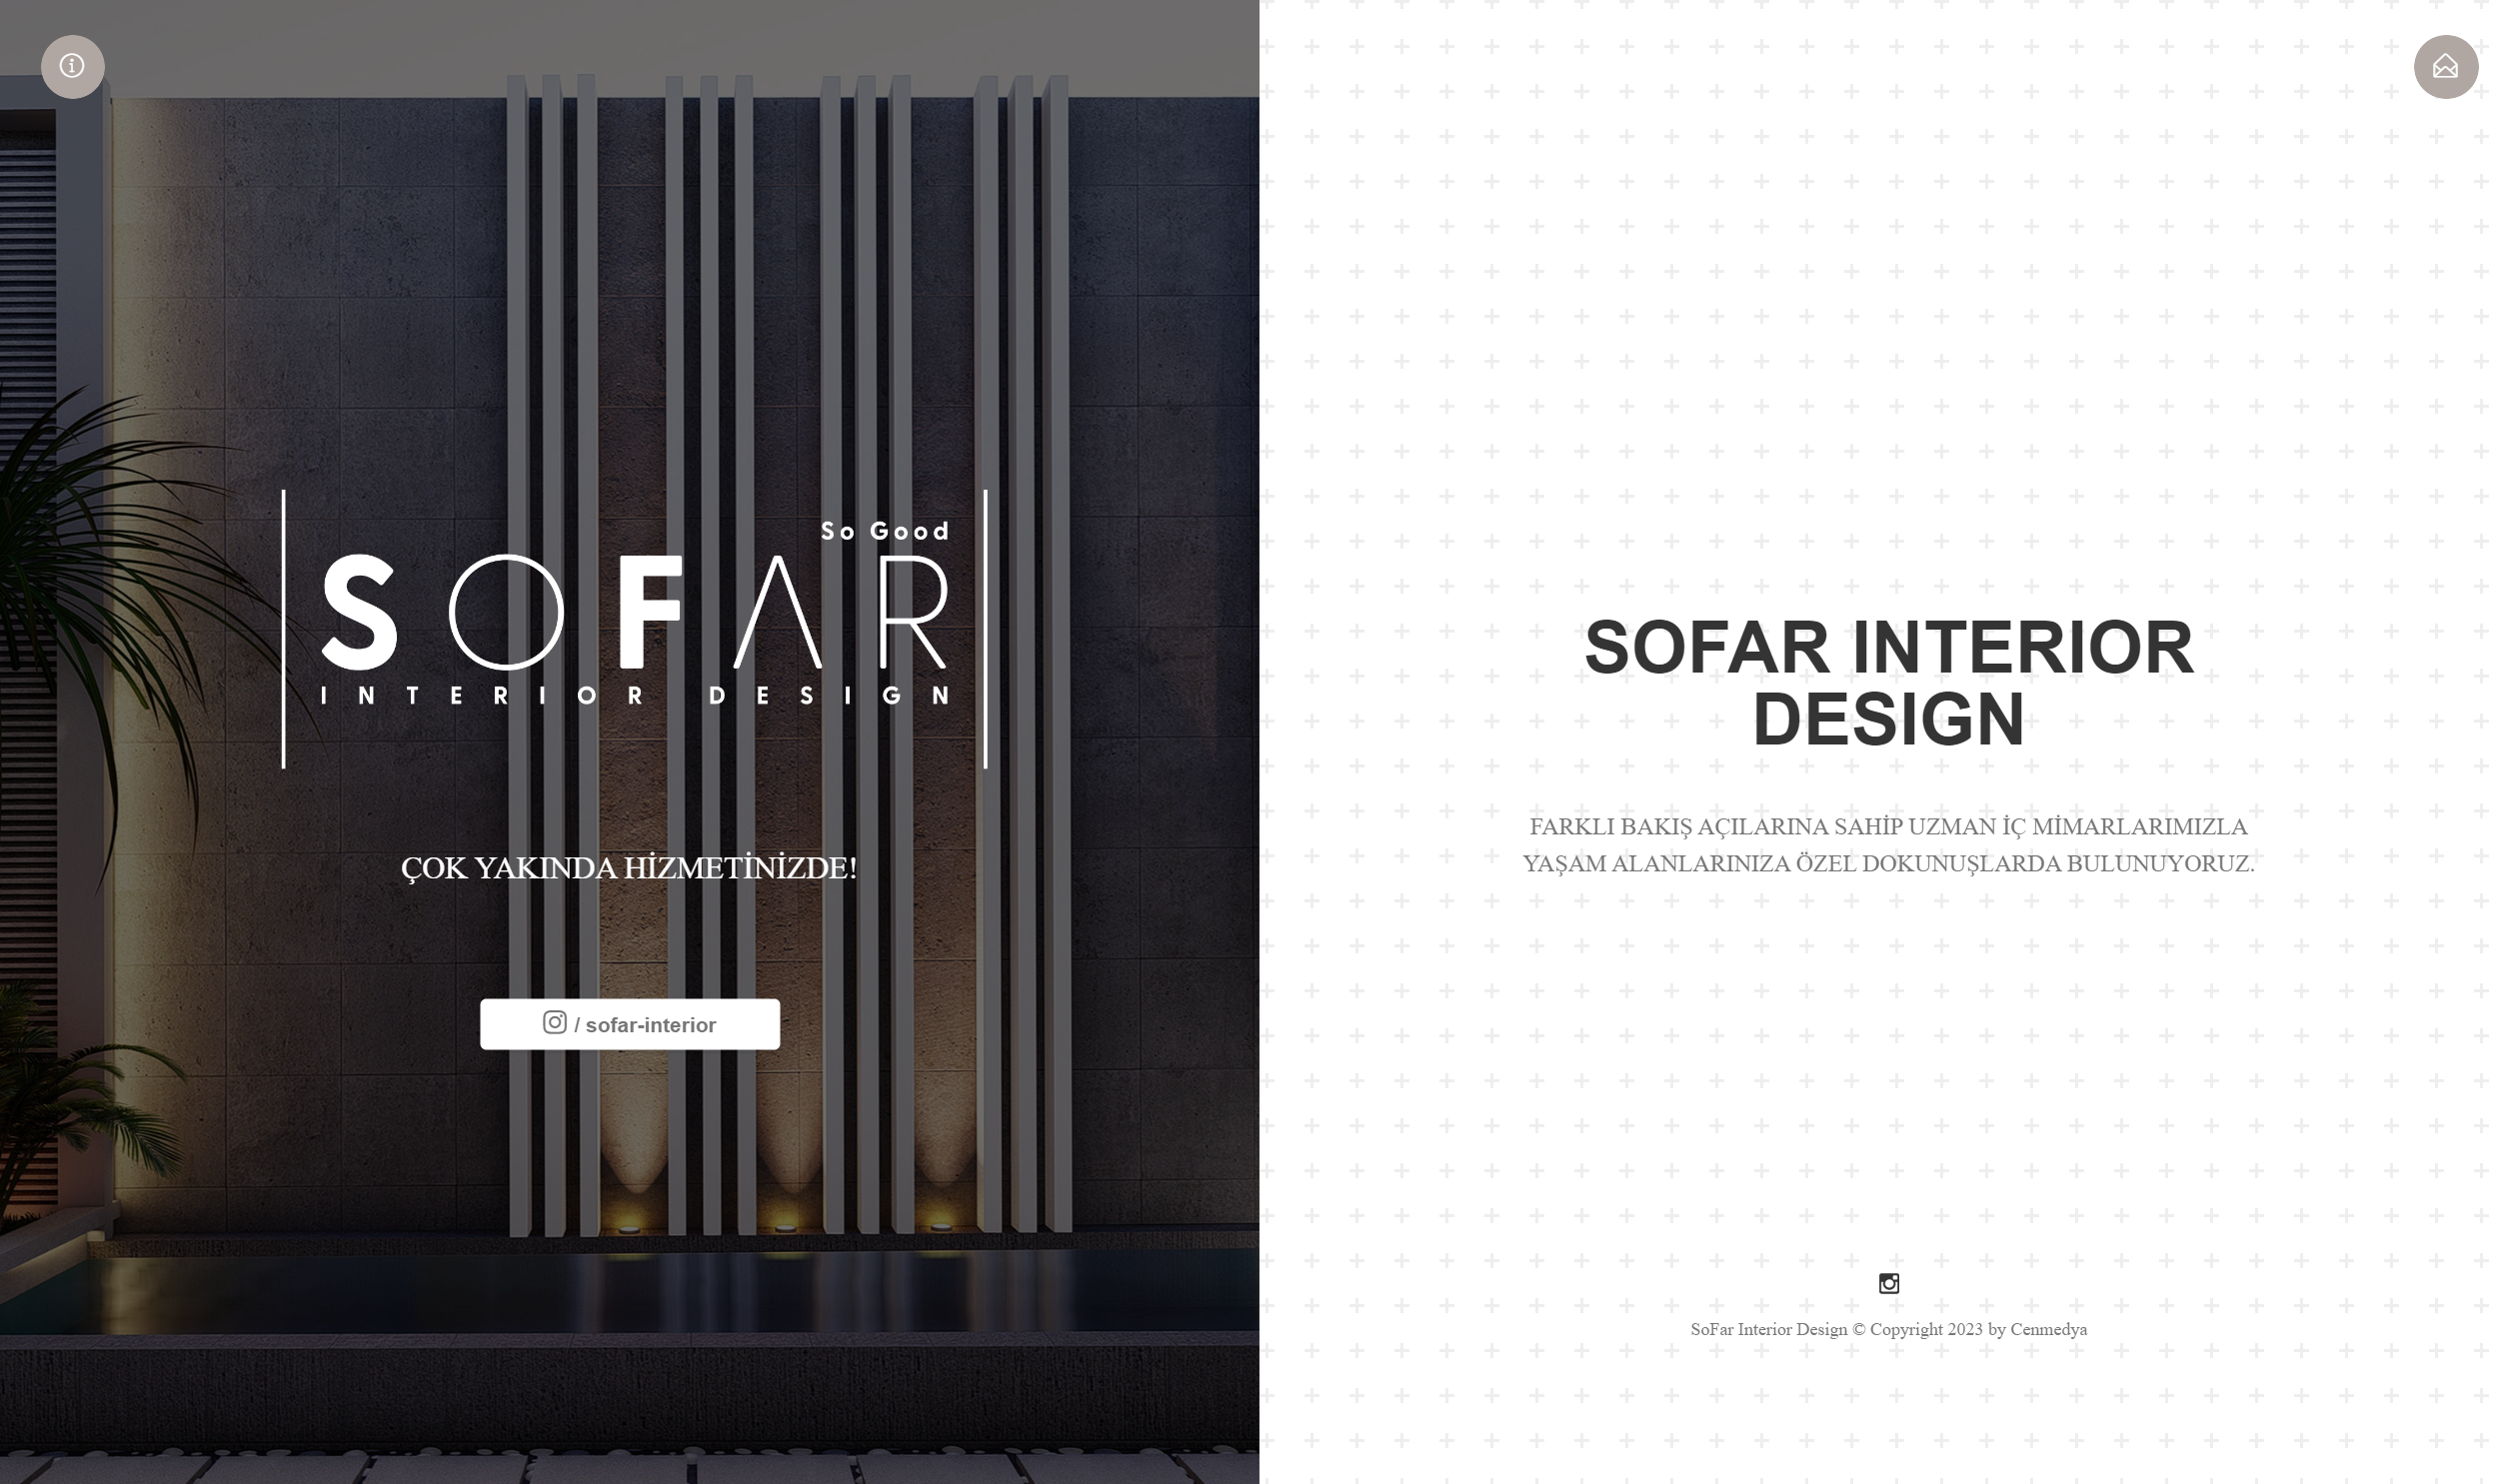 So Good
SOFAR
INTERIOR DESIGN
ÇOK YAKINDA HİZMETİNİZDE!
/ sofar-interior
SOFAR INTERIOR
DESIGN
FARKLI BAKIŞ AÇILARINA SAHİP UZMAN İÇ MİMARLARIMIZLA
YAŞAM ALANLARINIZA ÖZEL DOKUNUŞLARDA BULUNUYORUZ.
SoFar Interior Design © Copyright 2023 by Cenmedya